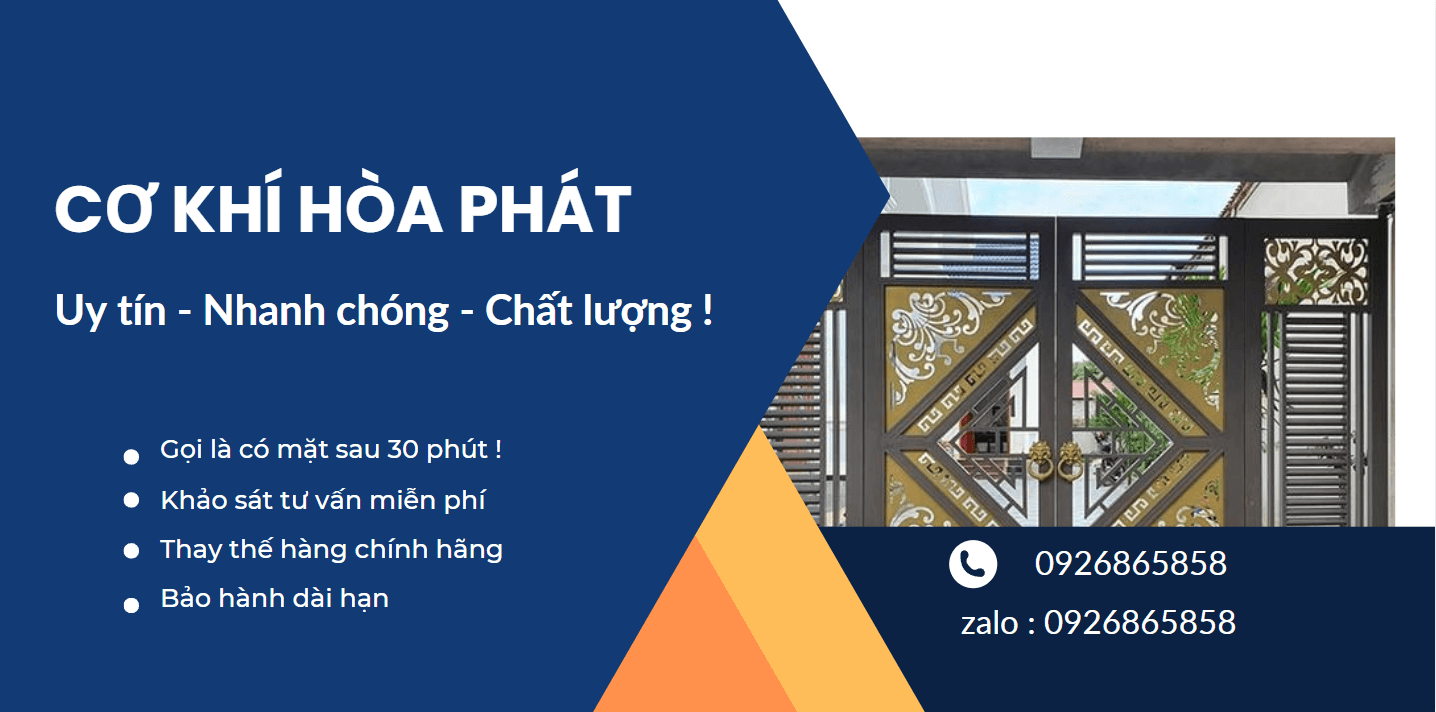 CƠ KHÍ HÒA PHÁT
Uy tín - Nhanh chóng - Chất lượng !
Gọi là có mặt sau 30 phút !
Khảo sát tư vấn miễn phí
Thay thế hàng chính hãng
Bảo hành dài hạn
0926865858
zalo : 0926865858